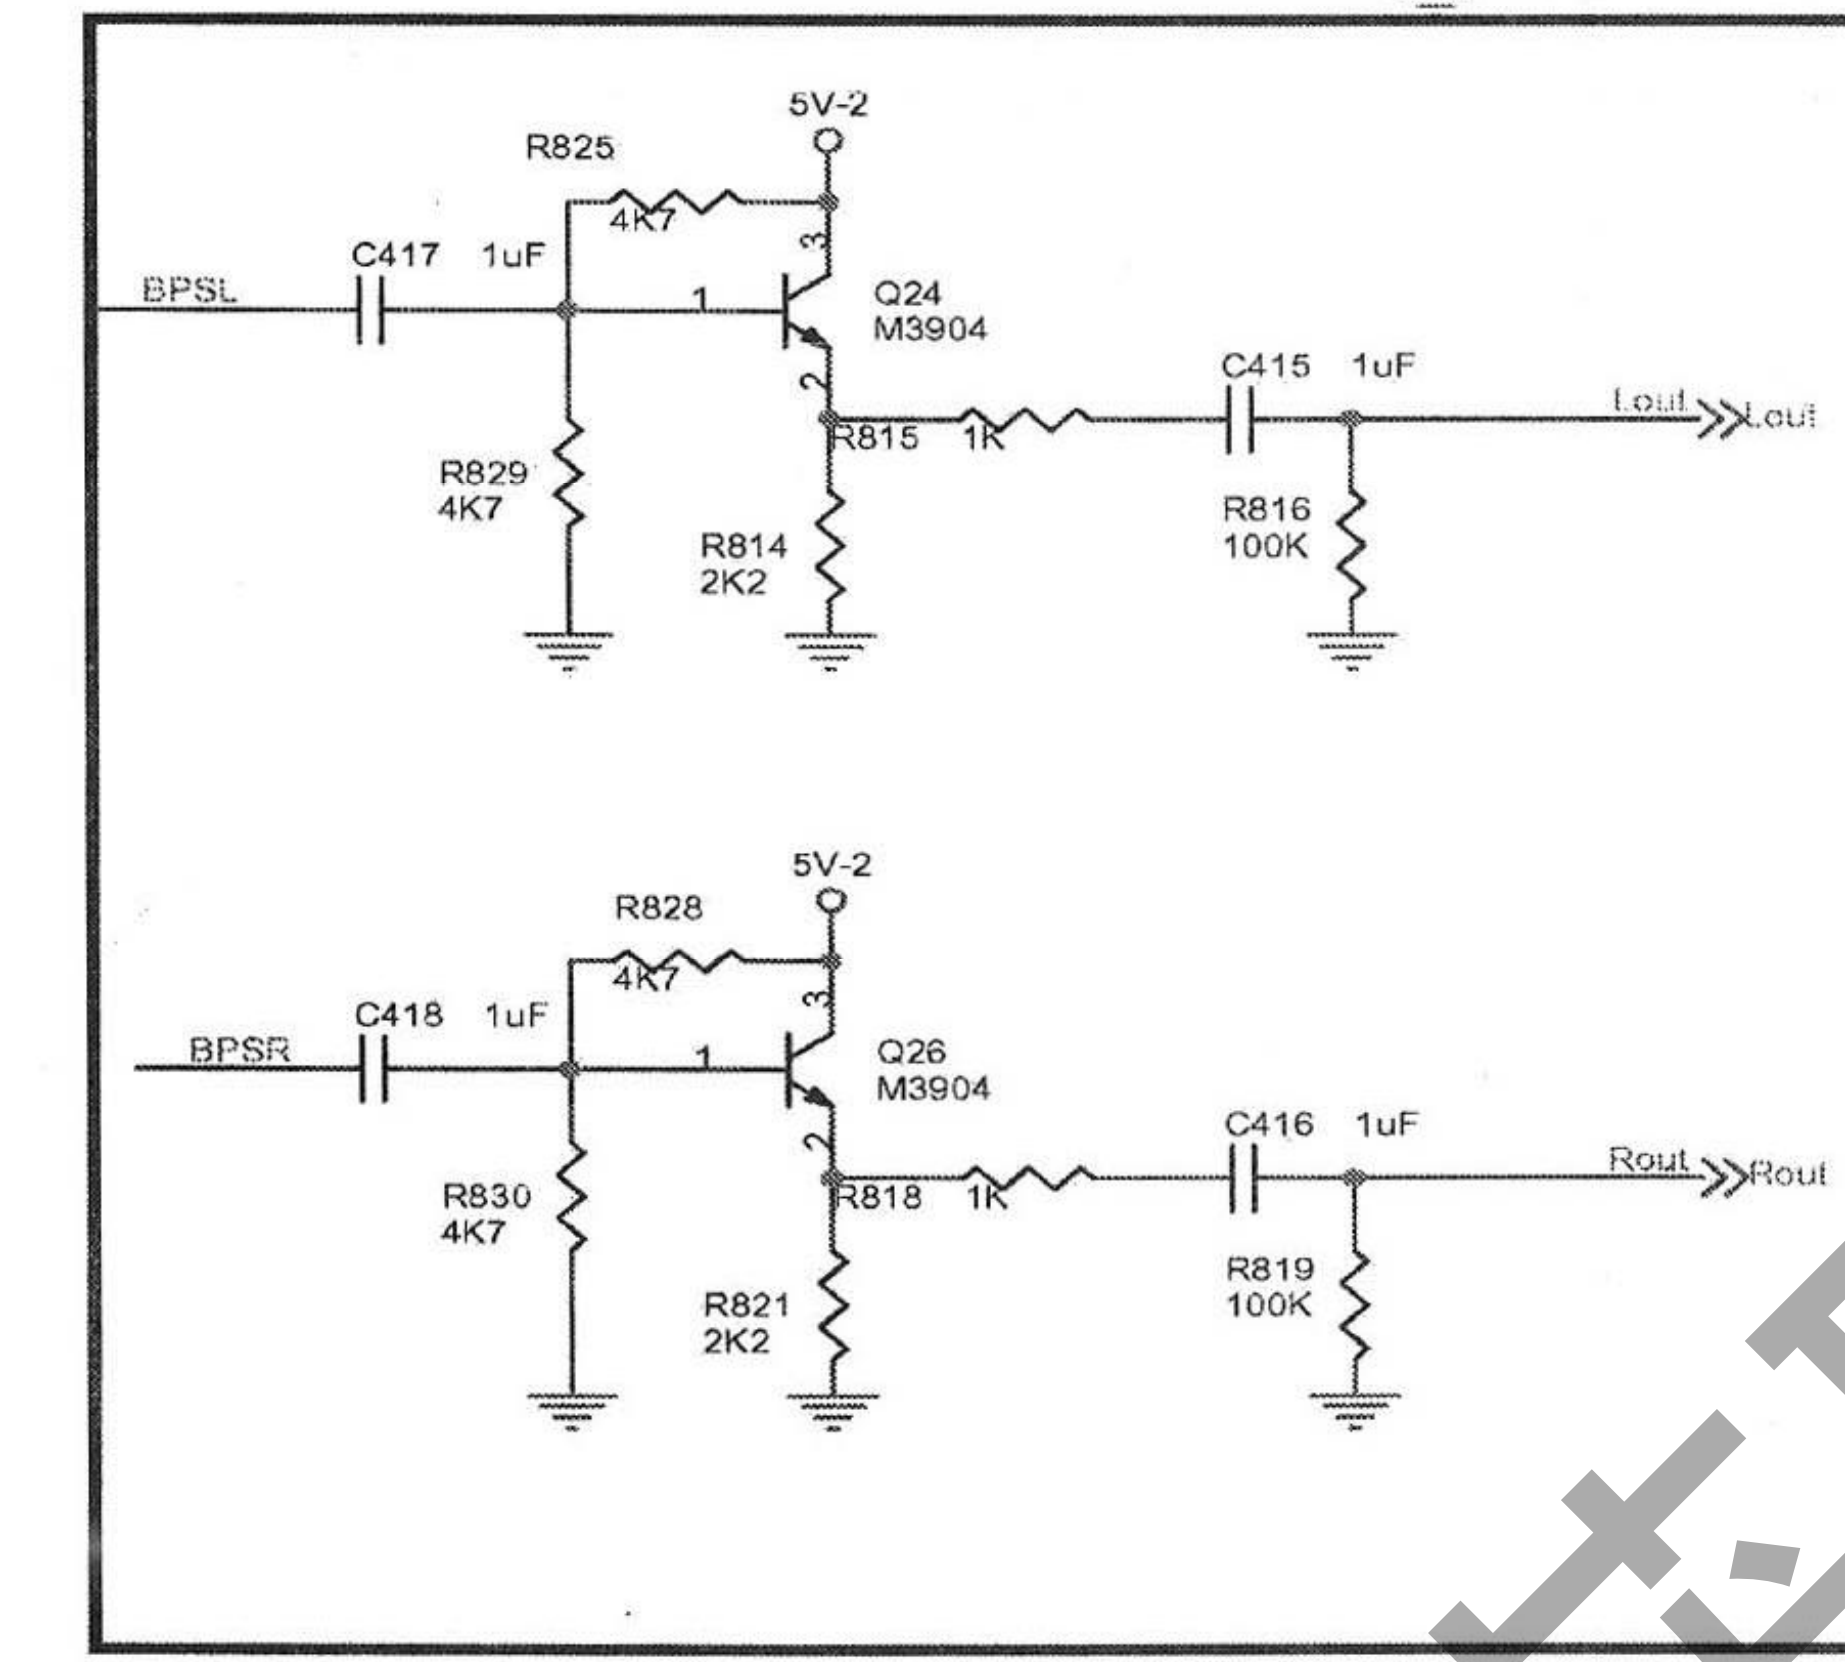 5V-2
R825
4K7
3
C417 1uF
BPSL
1
Q24
M3904
2
C415 1uF
Lout
Lout
R815 1K
R829
4K7
R814
2K2
R816
100K
5V-2
R828
4K7
3
C418 1uF
BPSR
1
Q26
M3904
2
C416 1uF
Rout
Rout
R818 1K
R830
4K7
R821
2K2
R819
100K